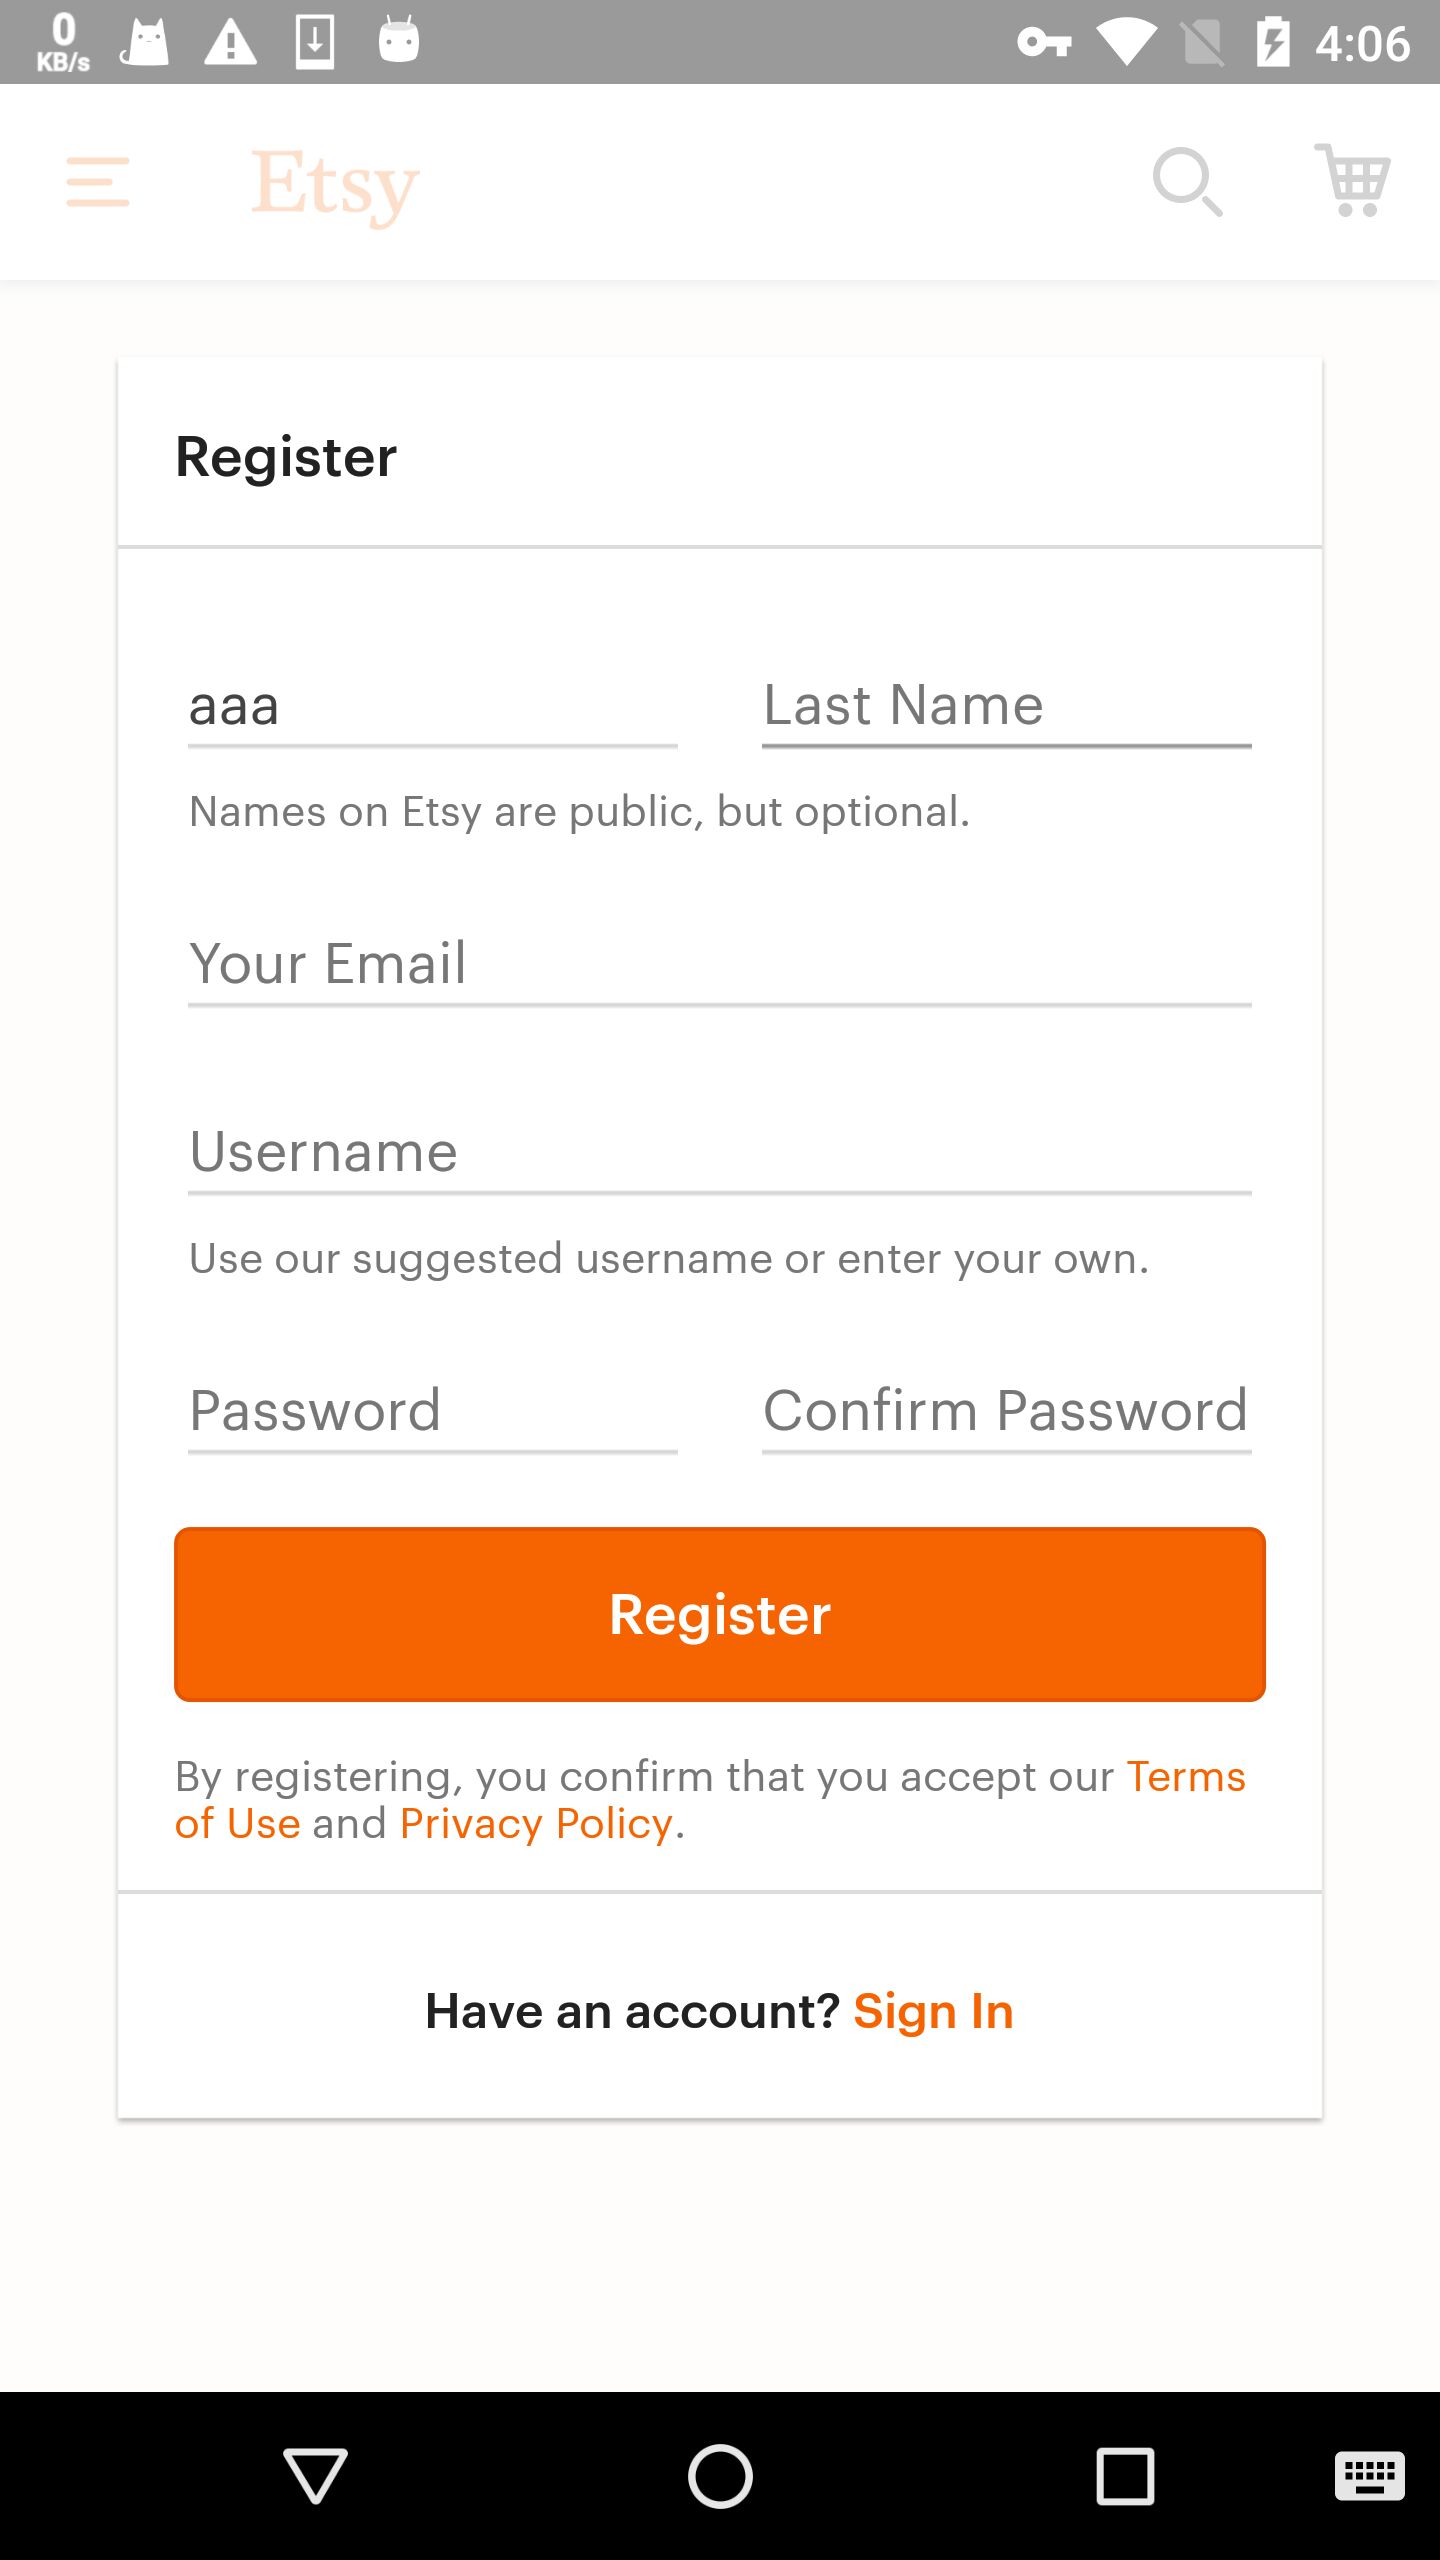 0
KB/s
4:06
Etsy
Register
aaa
Last Name
Names on Etsy are public, but optional.
Your Email
Username
Use our suggested username or enter your own.
Password
Confirm Password
Register
By registering, you confirm that you accept our Terms
of Use and Privacy Policy.
Have an account? Sign In